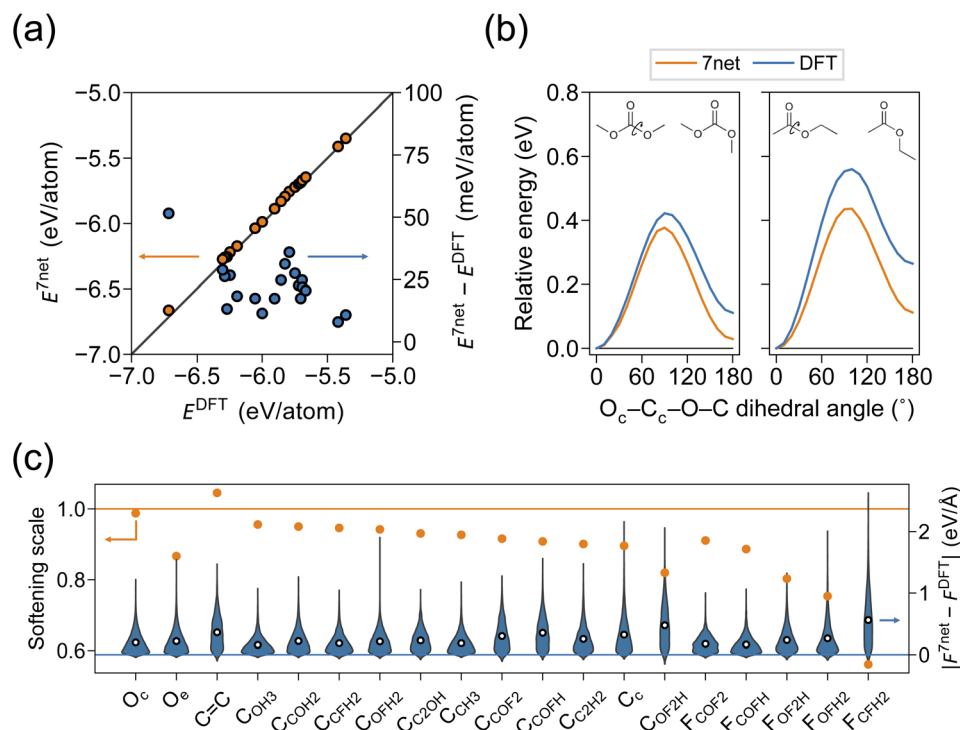 (a)
−5.0
−5.5
−6.0
−6.5
−7.0
E^7net (eV/atom)
100
75
50
25
0
E^7net − E^DFT (meV/atom)
−7.0 −6.5 −6.0 −5.5 −5.0
E^DFT (eV/atom)
(b)
7net DFT
0.8
0.6
0.4
0.2
0.0
Relative energy (eV)
O
O
O
O
O
O
O
O
O
O
0 60 120 180
0 60 120 180
O_c–C_c–O–C dihedral angle (°)
(c)
1.0
0.8
0.6
Softening scale
2
1
0
|F^7net − F^DFT| (eV/Å)
O_c O_e C=C C_OH3 C_COH2 C_CFH2 C_OFH2 C_C2OH C_CH3 C_COF2 C_COFH C_C2H2 C_c C_OF2H F_COF2 F_COFH F_OF2H F_OFH2 F_CFH2